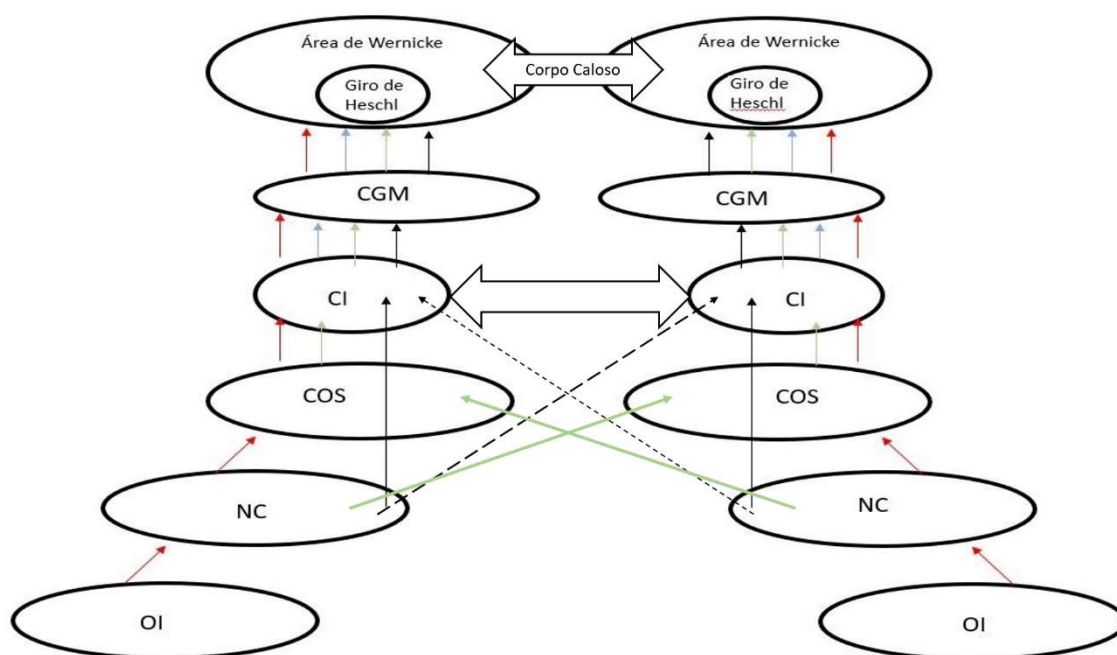 Área de Wernicke
Área de Wernicke
Corpo Caloso
Giro de
Heschl
Giro de
Heschl
CGM
CGM
CI
CI
COS
COS
NC
NC
OI
OI